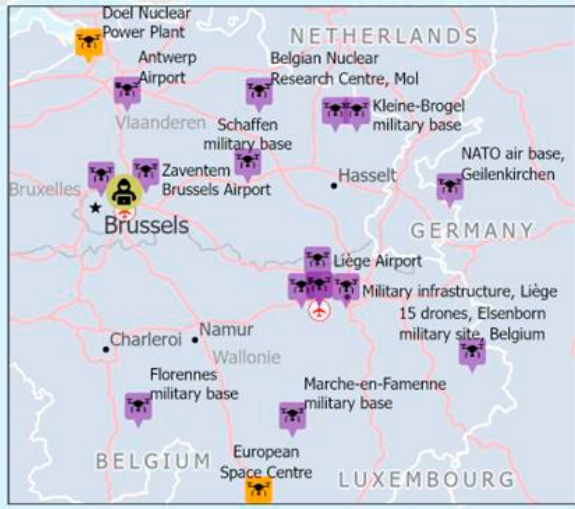 Doel Nuclear
Power Plant
NETHERLANDS
Antwerp
Airport
Belgian Nuclear
Research Centre, Mol
Kleine-Brogel
military base
Vlaanderen
Schaffen
military base
NATO air base,
Geilenkirchen
Zaventem
Brussels Airport
Hasselt
Bruxelles
Brussels
GERMANY
Liège Airport
Military infrastructure, Liège
15 drones, Elsenborn
military site, Belgium
Charleroi
Namur
Wallonie
Florennes
military base
Marche-en-Famenne
military base
BELGIUM
European
Space Centre
LUXEMBOURG